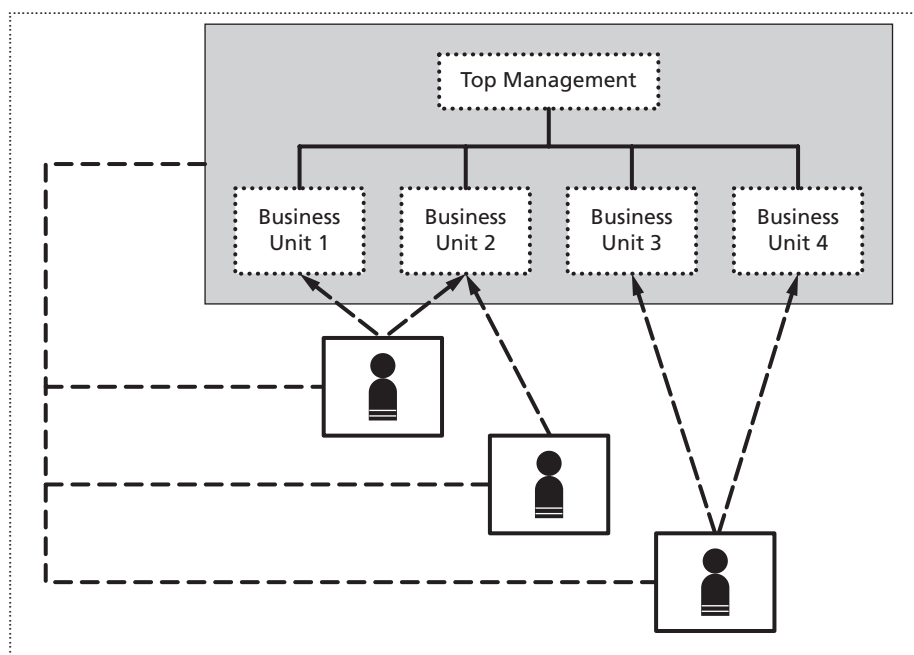 Top Management
Business
Unit 1
Business
Unit 2
Business
Unit 3
Business
Unit 4